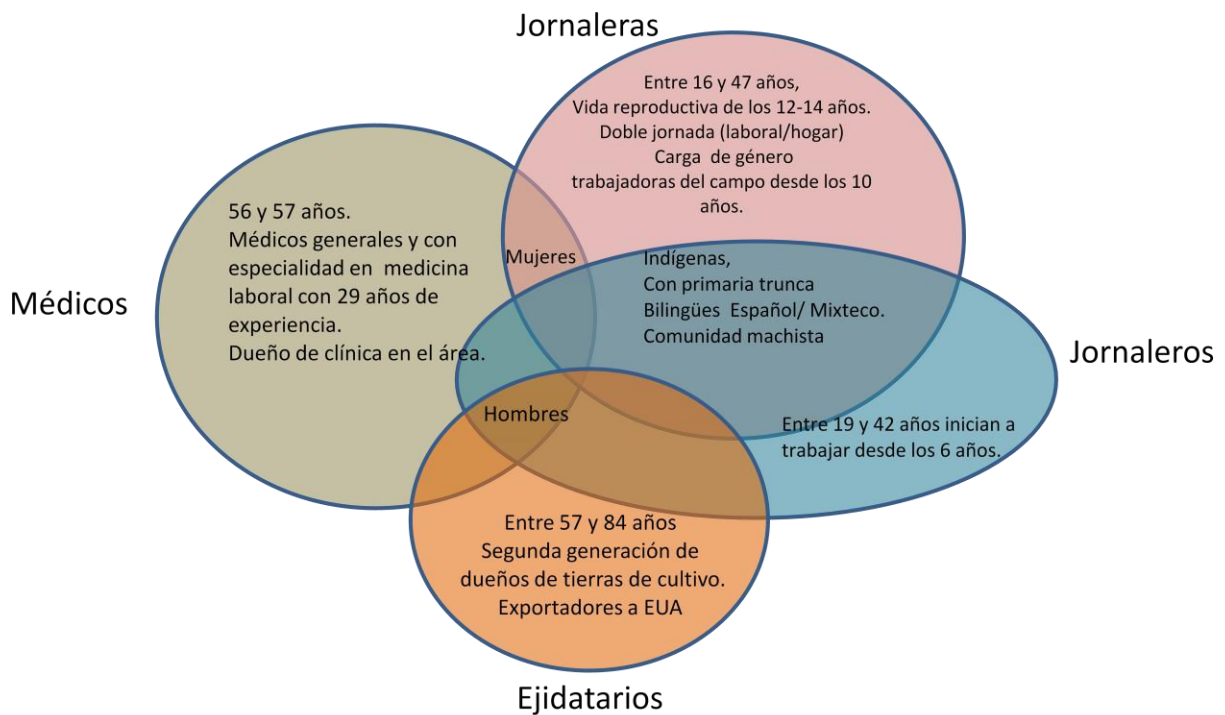 Jornaleras
Entre 16 y 47 años,
Vida reproductiva de los 12-14 años.
Doble jornada (laboral/hogar)
Carga de género
trabajadoras del campo desde los 10
años.
Médicos
56 y 57 años.
Médicos generales y con
especialidad en medicina
laboral con 29 años de
experiencia.
Dueño de clínica en el área.
Mujeres
Indígenas,
Con primaria trunca
Bilingües Español/ Mixteco.
Comunidad machista
Jornaleros
Entre 19 y 42 años inician a
trabajar desde los 6 años.
Hombres
Entre 57 y 84 años
Segunda generación de
dueños de tierras de cultivo.
Exportadores a EUA
Ejidatarios